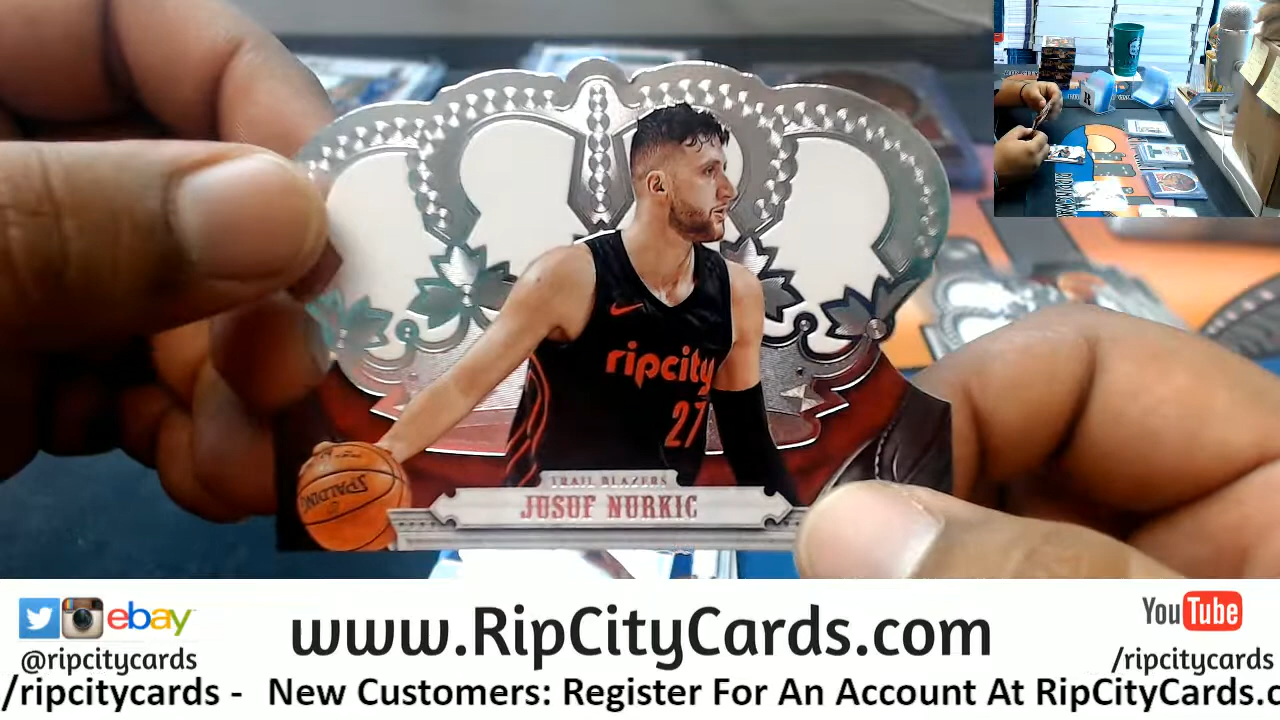 ripcity
27
SPALDING
TRAIL BLAZERS
JUSUF NURKIC
ebay
@ripcitycards
www.RipCityCards.com
YouTube
/ripcitycards
/ripcitycards - New Customers: Register For An Account At RipCityCards.c